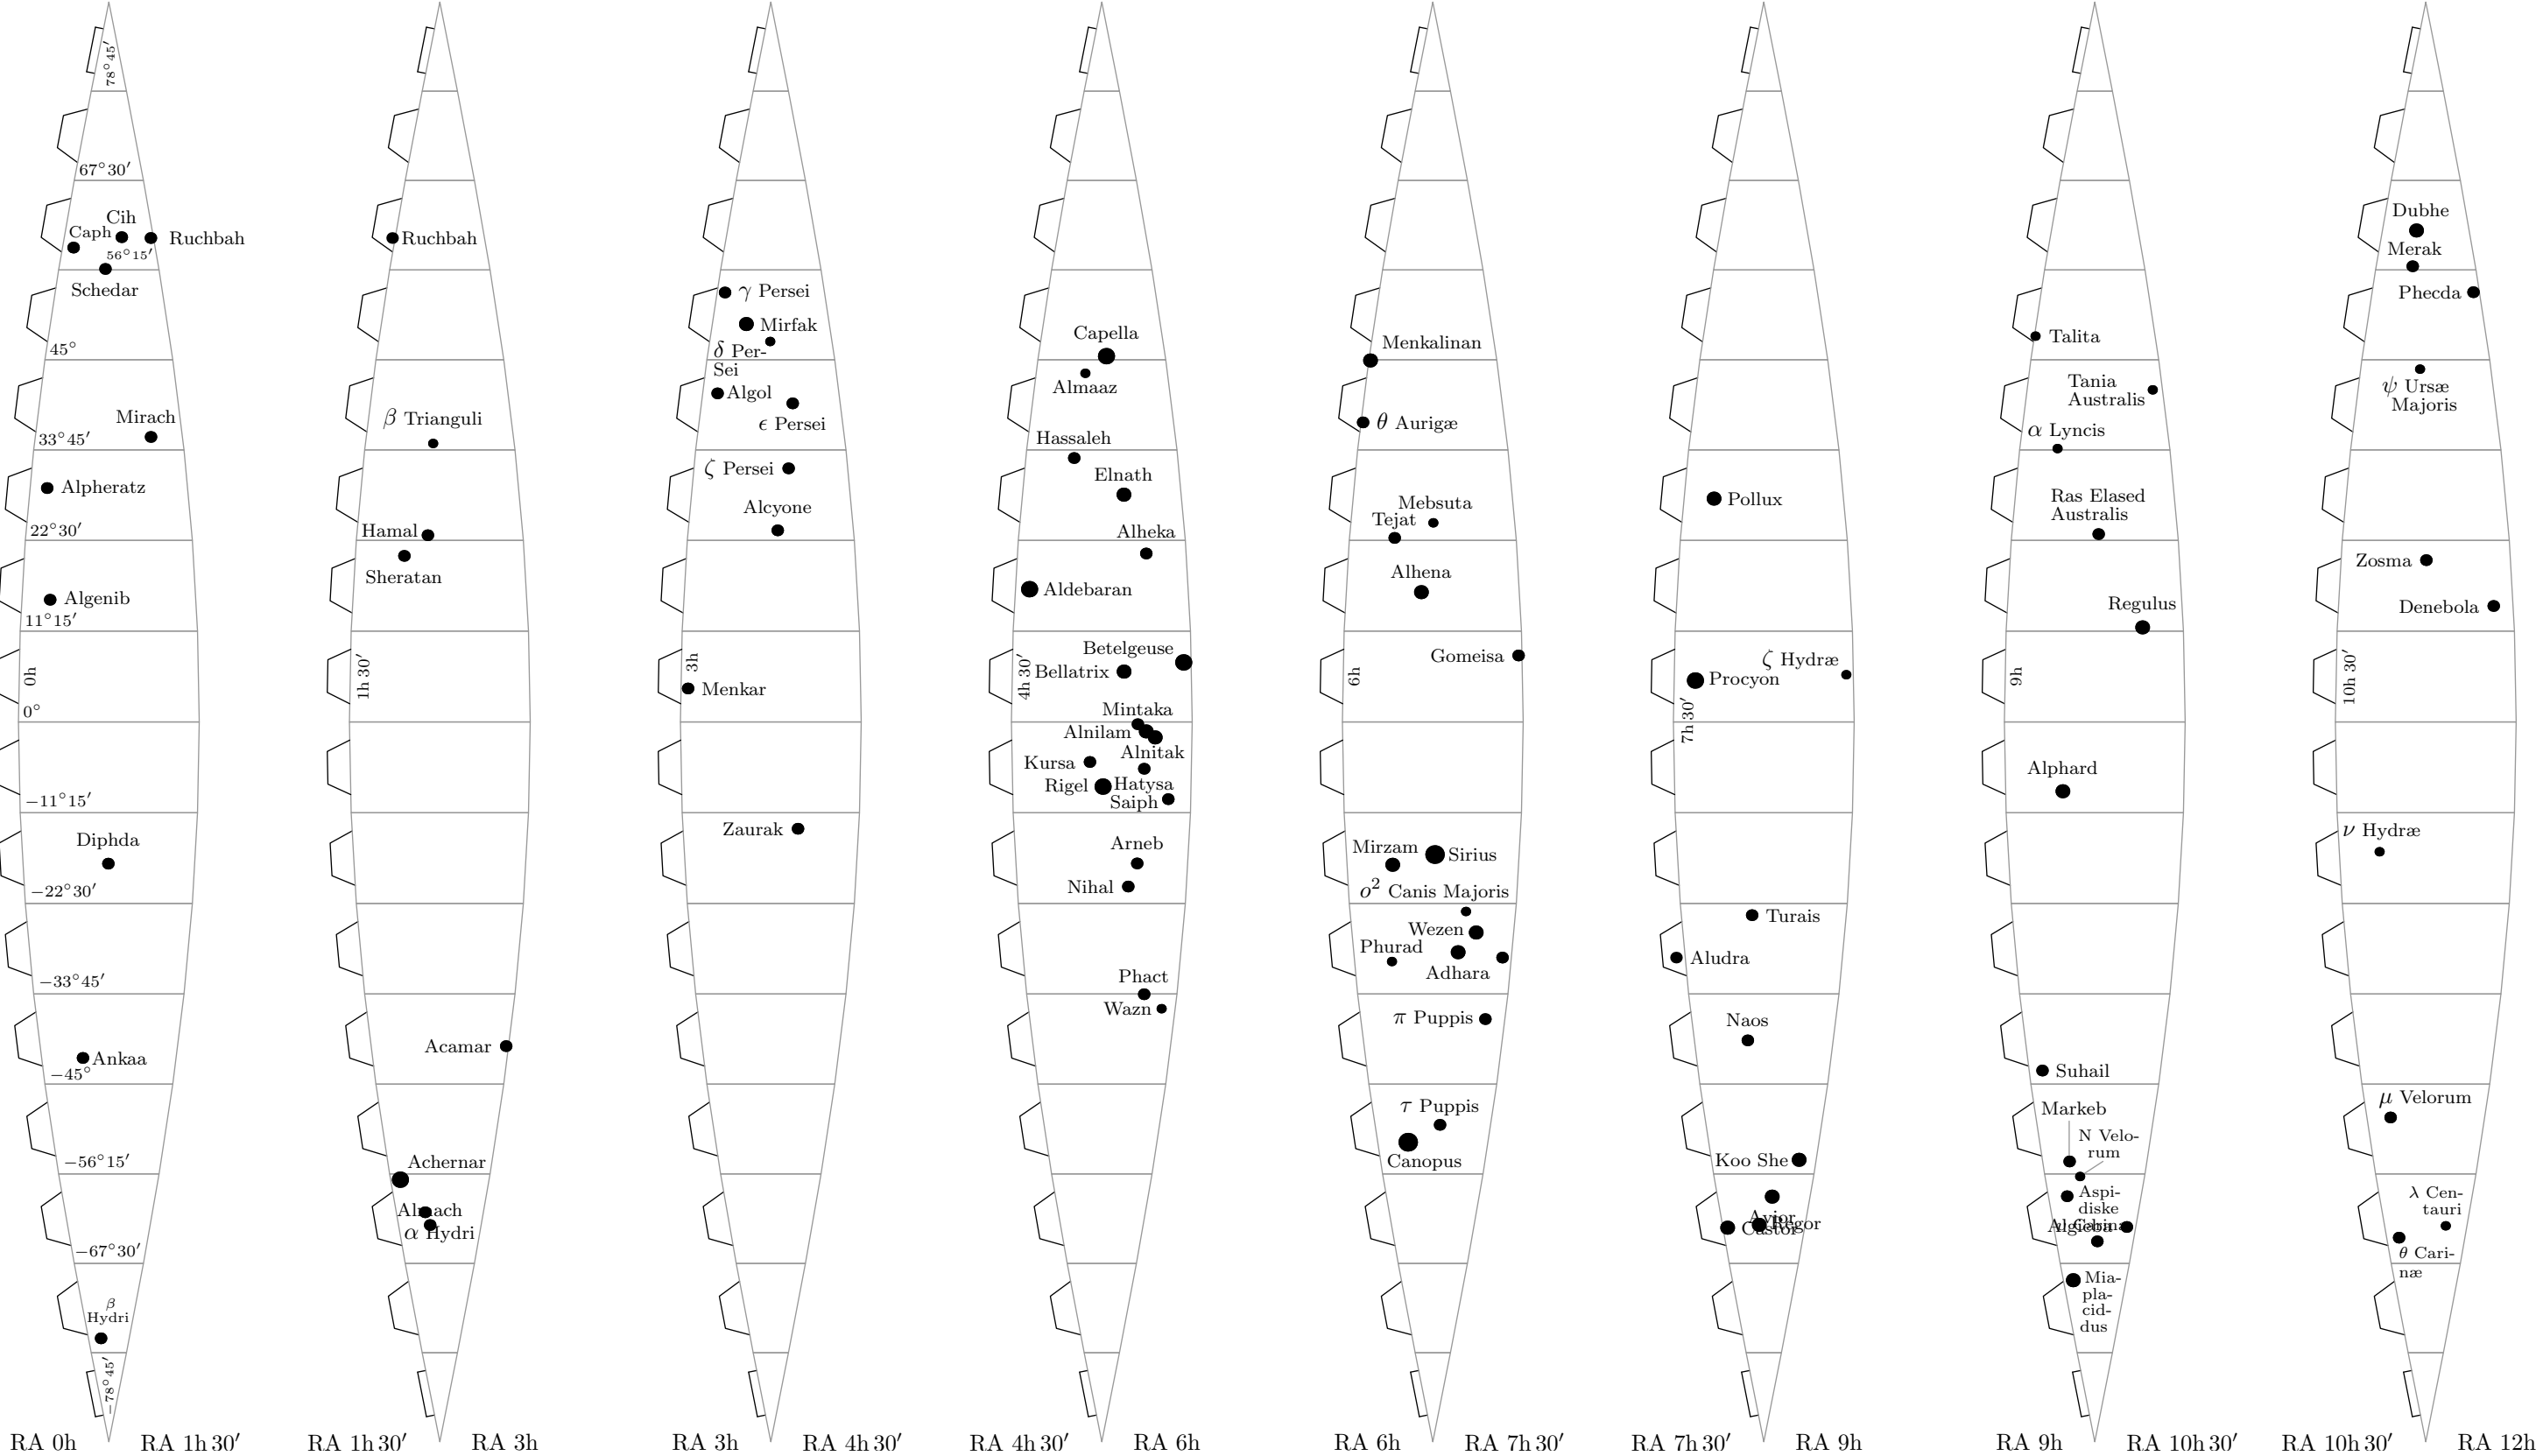 78°45′
67°30′
Cih
Caph
Ruchbah
56°15′
Schedar
45°
Mirach
33°45′
Alpheratz
22°30′
Algenib
11°15′
0h
0°
−11°15′
Diphda
−22°30′
−33°45′
Ankaa
−45°
−56°15′
−67°30′
β
Hydri
−78°45′
RA 0h
RA 1h 30′
Ruchbah
β Trianguli
Hamal
Sheratan
1h 30′
Acamar
Achernar
Almach
α Hydri
RA 1h 30′
RA 3h
γ Persei
Mirfak
δ Per-
Sei
Algol
ϵ Persei
ζ Persei
Alcyone
3h
Menkar
Zaurak
RA 3h
RA 4h 30′
Capella
Almaaz
Hassaleh
Elnath
Alheka
Aldebaran
Betelgeuse
Bellatrix
4h 30′
Mintaka
Alnilam
Alnitak
Kursa
Rigel
Hatysa
Saiph
Arneb
Nihal
Phact
Wazn
RA 4h 30′
RA 6h
Menkalinan
θ Aurigæ
Mebsuta
Tejat
Alhena
Gomeisa
6h
Mirzam
Sirius
o² Canis Majoris
Wezen
Phurad
Adhara
π Puppis
τ Puppis
Canopus
RA 6h
RA 7h 30′
Pollux
ζ Hydræ
Procyon
7h 30′
Turais
Aludra
Naos
Koo She
Avior
Regor
Castor
RA 7h 30′
RA 9h
Talita
Tania
Australis
α Lyncis
Ras Elased
Australis
Regulus
9h
Alphard
Suhail
Markeb
N Velo-
rum
Aspi-
diske
Algieba
Mia-
pla-
cid-
dus
RA 9h
RA 10h 30′
Dubhe
Merak
Phecda
ψ Ursæ
Majoris
Zosma
Denebola
10h 30′
ν Hydræ
μ Velorum
λ Cen-
tauri
θ Cari-
næ
RA 10h 30′
RA 12h